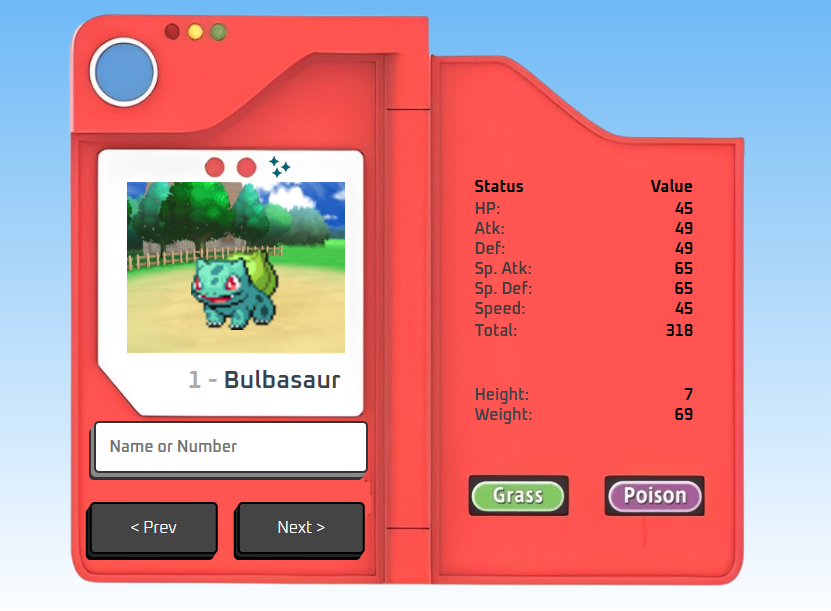 1 - Bulbasaur
Name or Number
< Prev
Next >
Status Value
HP: 45
Atk: 49
Def: 49
Sp. Atk: 65
Sp. Def: 65
Speed: 45
Total: 318
Height: 7
Weight: 69
Grass
Poison